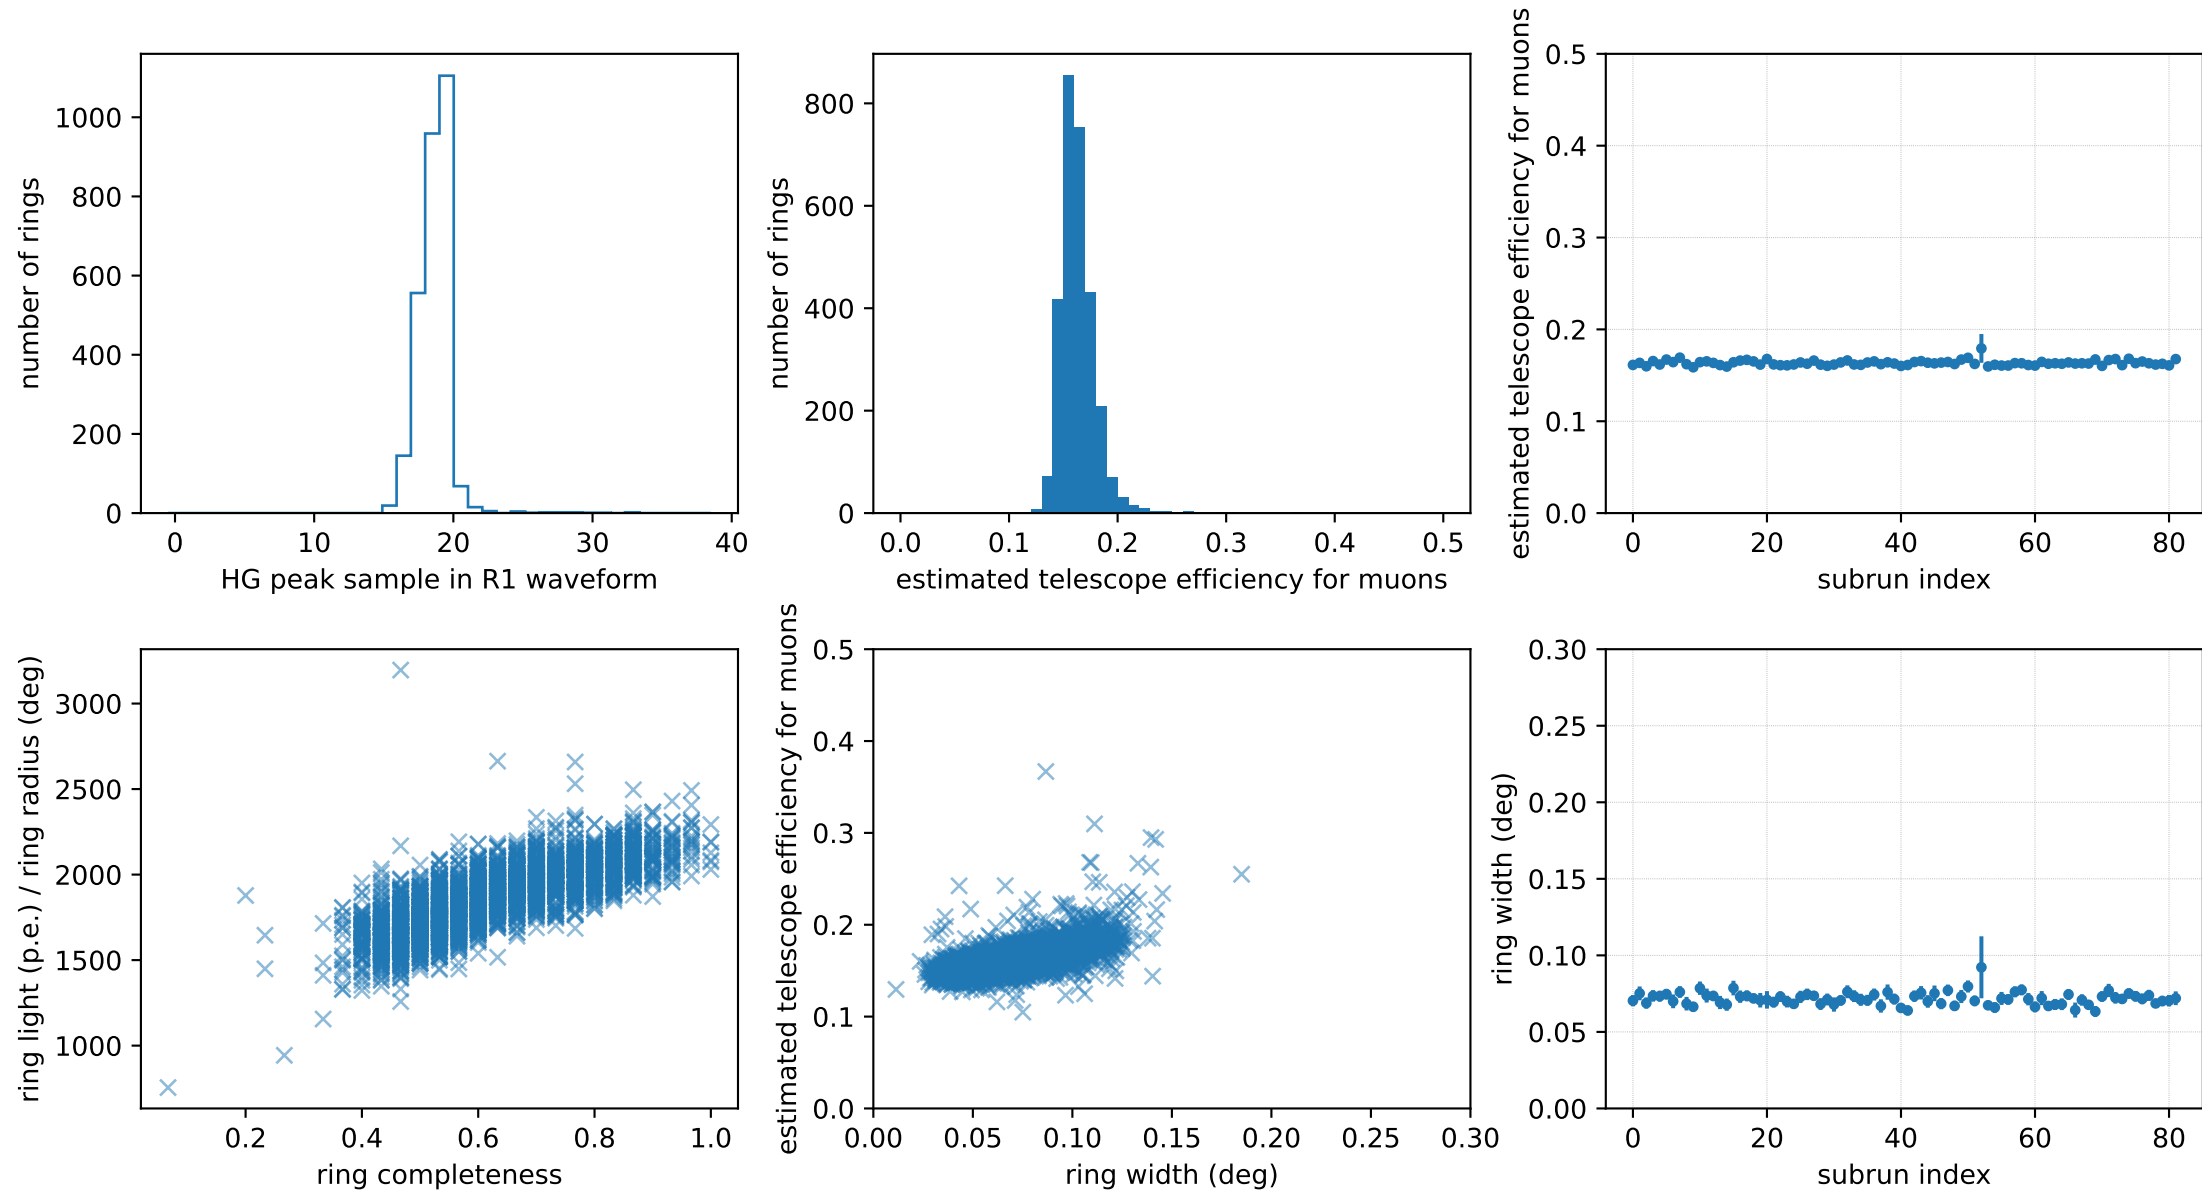 number of rings
1000
800
600
400
200
0
0 10 20 30 40
HG peak sample in R1 waveform
number of rings
800
600
400
200
0
0.0 0.1 0.2 0.3 0.4 0.5
estimated telescope efficiency for muons
estimated telescope efficiency for muons
0.5
0.4
0.3
0.2
0.1
0.0
0 20 40 60 80
subrun index
ring light (p.e.) / ring radius (deg)
3000
2500
2000
1500
1000
0.2 0.4 0.6 0.8 1.0
ring completeness
estimated telescope efficiency for muons
0.5
0.4
0.3
0.2
0.1
0.0
0.00 0.05 0.10 0.15 0.20 0.25 0.30
ring width (deg)
ring width (deg)
0.30
0.25
0.20
0.15
0.10
0.05
0.00
0 20 40 60 80
subrun index